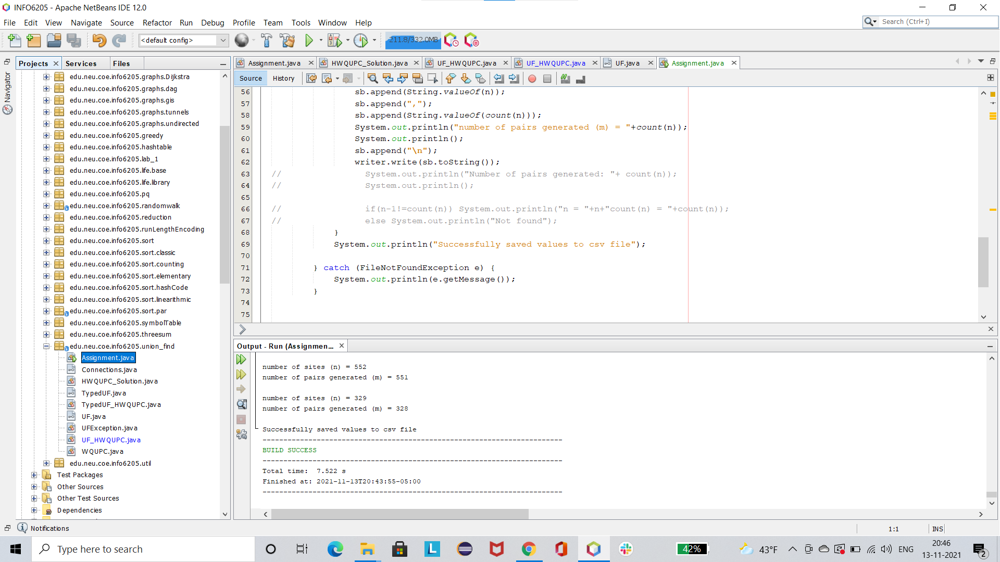 INFO6205 - Apache NetBeans IDE 12.0
File Edit View Navigate Source Refactor Run Debug Profile Team Tools Window Help
Search (Ctrl+I)
<default config>
211.8/332.0MB
Projects Services Files
Navigator
edu.neu.coe.info6205.graphs.Dijkstra
edu.neu.coe.info6205.graphs.dag
edu.neu.coe.info6205.graphs.gis
edu.neu.coe.info6205.graphs.tunnels
edu.neu.coe.info6205.graphs.undirected
edu.neu.coe.info6205.greedy
edu.neu.coe.info6205.hashtable
edu.neu.coe.info6205.lab_1
edu.neu.coe.info6205.life.base
edu.neu.coe.info6205.life.library
edu.neu.coe.info6205.pq
edu.neu.coe.info6205.randomwalk
edu.neu.coe.info6205.reduction
edu.neu.coe.info6205.runLengthEncoding
edu.neu.coe.info6205.sort
edu.neu.coe.info6205.sort.classic
edu.neu.coe.info6205.sort.counting
edu.neu.coe.info6205.sort.elementary
edu.neu.coe.info6205.sort.hashCode
edu.neu.coe.info6205.sort.linearithmic
edu.neu.coe.info6205.sort.par
edu.neu.coe.info6205.symbolTable
edu.neu.coe.info6205.threesum
edu.neu.coe.info6205.union_find
Assignment.java
Connections.java
HWQUPC_Solution.java
TypedUF.java
TypedUF_HWQUPC.java
UF.java
UFException.java
UF_HWQUPC.java
WQUPC.java
edu.neu.coe.info6205.util
Test Packages
Other Sources
Other Test Sources
Dependencies
Assignment.java HWQUPC_Solution.java UF_HWQUPC.java UF_HWQUPC.java UF.java Assignment.java
Source History
56 sb.append(String.valueOf(n));
57 sb.append(",");
58 sb.append(String.valueOf(count(n)));
59 System.out.println("number of pairs generated (m) = "+count(n));
60 System.out.println();
61 sb.append("\n");
62 writer.write(sb.toString());
63 // System.out.println("Number of pairs generated: "+ count(n));
64 // System.out.println();
65
66 // if(n-1!=count(n)) System.out.println("n = "+n+"count(n) = "+count(n));
67 // else System.out.println("Not found");
68 }
69 System.out.println("Successfully saved values to csv file");
70
71 } catch (FileNotFoundException e) {
72 System.out.println(e.getMessage());
73 }
74
75
Output - Run (Assignmen...
number of sites (n) = 552
number of pairs generated (m) = 551
number of sites (n) = 329
number of pairs generated (m) = 328
Successfully saved values to csv file
------------------------------------------------------------------------
BUILD SUCCESS
------------------------------------------------------------------------
Total time:  7.522 s
Finished at: 2021-11-13T20:43:55-05:00
------------------------------------------------------------------------
Notifications
1:1 INS
Type here to search
42%
43°F
ENG
20:46
13-11-2021
2